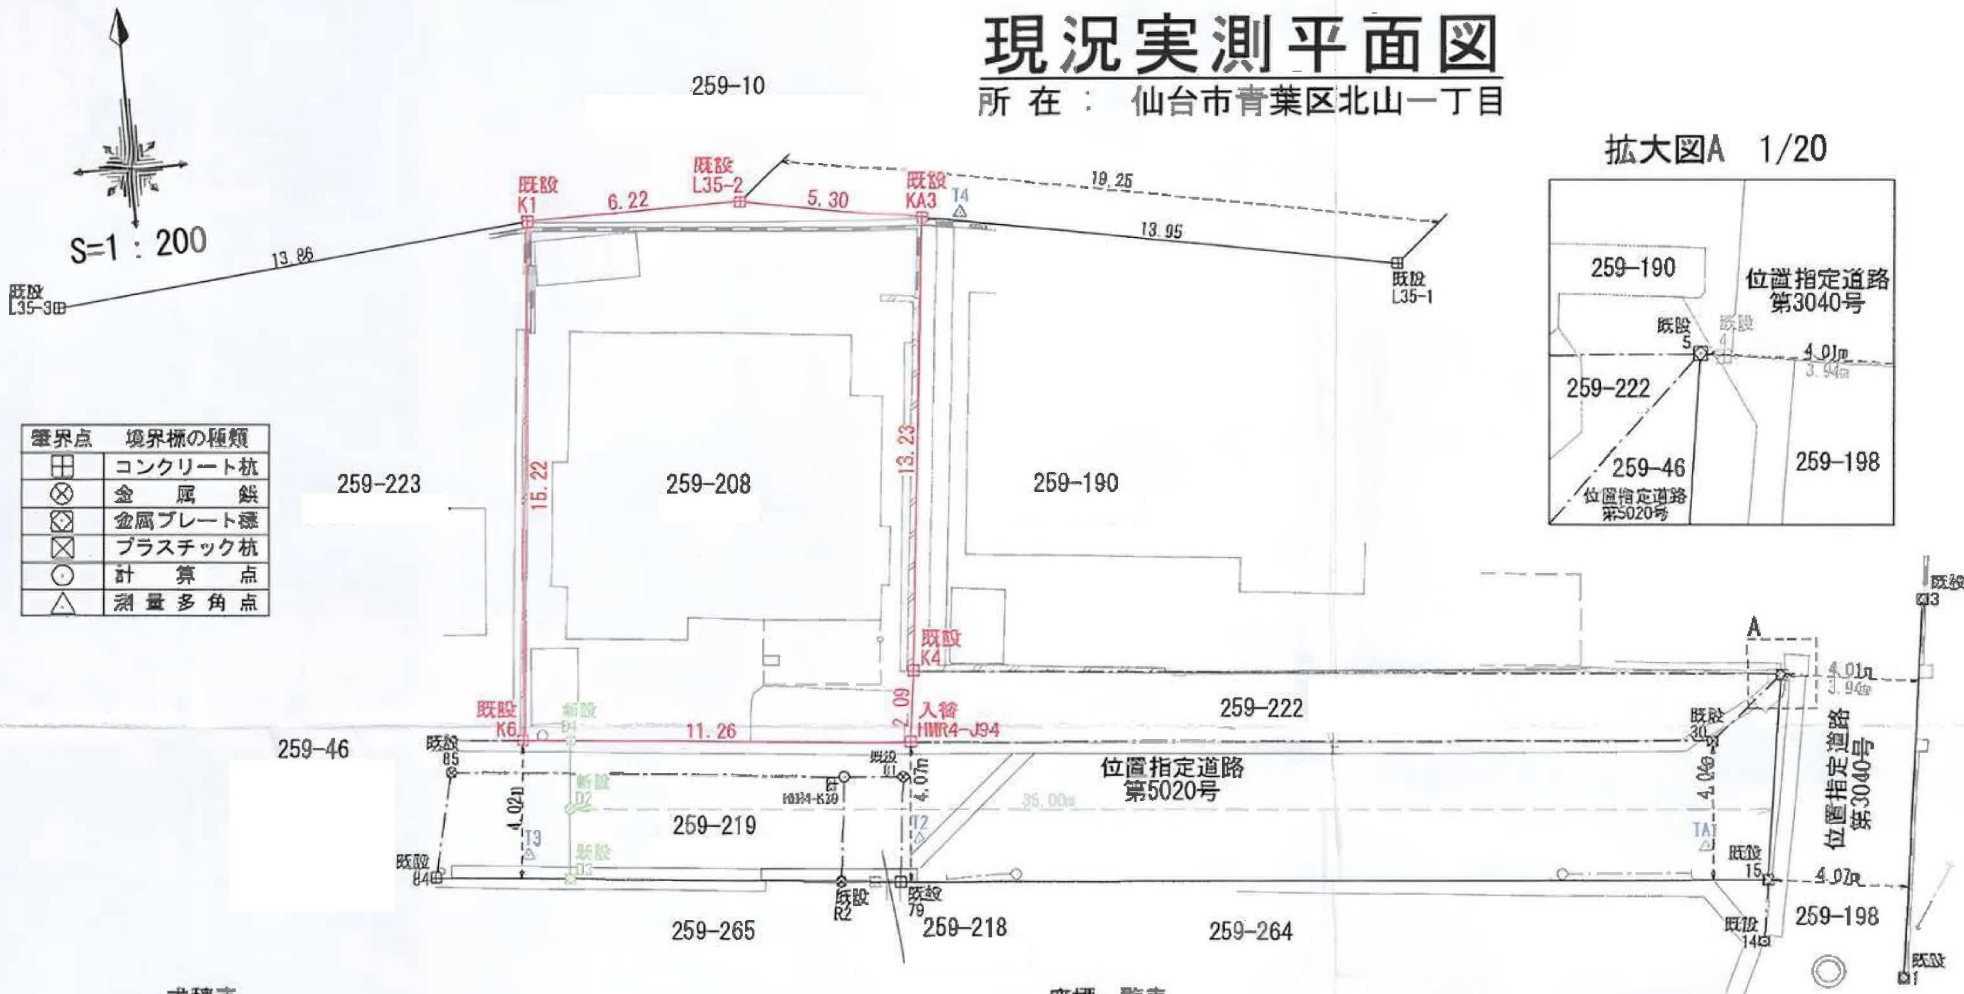 現況実測平面図
所在： 仙台市青葉区北山一丁目
259-10
S=1：200
既設
L35-3
13.86
既設
K1
6.22
既設
L35-2
5.30
既設
KA3
T4
19.25
13.95
既設
L35-1
拡大図A 1/20
259-190
位置指定道路
第3040号
既設
5
既設
4
4.01m
3.94m
259-222
259-46
位置指定道路
第5020号
259-198
筆界点 境界標の種類
コンクリート杭
金属鋲
金属プレート標
プラスチック杭
計算点
測量多角点
259-223
15.22
259-208
13.23
259-190
既設
K4
2.09
入替
HMR4-J94
既設
K6
11.26
新設
D1
259-222
A
既設
3
4.01m
3.94m
既設
30
259-46
既設
85
既設
4.02m
新設
D2
4.07m
位置指定道路
第5020号
35.00m
4.04m
位置指定道路
第3040号
259-219
T3
T2
TA1
新設
D3
既設
84
既設
R2
既設
79
既設
15
4.07m
259-265
259-218
259-264
既設
14
259-198
既設
1